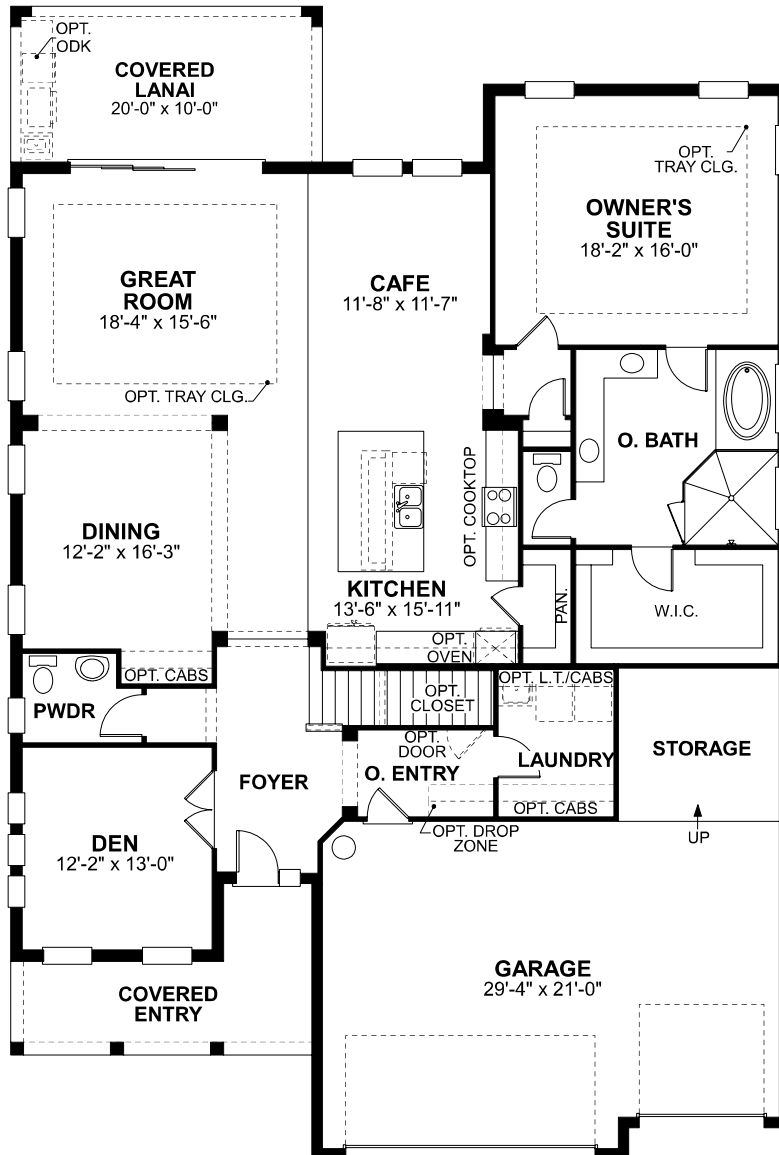 OPT.
ODK
COVERED
LANAI
20'-0" x 10'-0"
OPT.
TRAY CLG.
OWNER'S
SUITE
18'-2" x 16'-0"
GREAT
ROOM
18'-4" x 15'-6"
CAFE
11'-8" x 11'-7"
OPT. TRAY CLG.
O. BATH
OPT. COOKTOP
DINING
12'-2" x 16'-3"
KITCHEN
13'-6" x 15'-11"
PAN.
W.I.C.
OPT.
OVEN
OPT. CABS
OPT. L.T./CABS
OPT.
CLOSET
PWDR
OPT.
DOOR
LAUNDRY
STORAGE
O. ENTRY
FOYER
OPT. CABS
OPT. DROP
ZONE
UP
DEN
12'-2" x 13'-0"
GARAGE
29'-4" x 21'-0"
COVERED
ENTRY